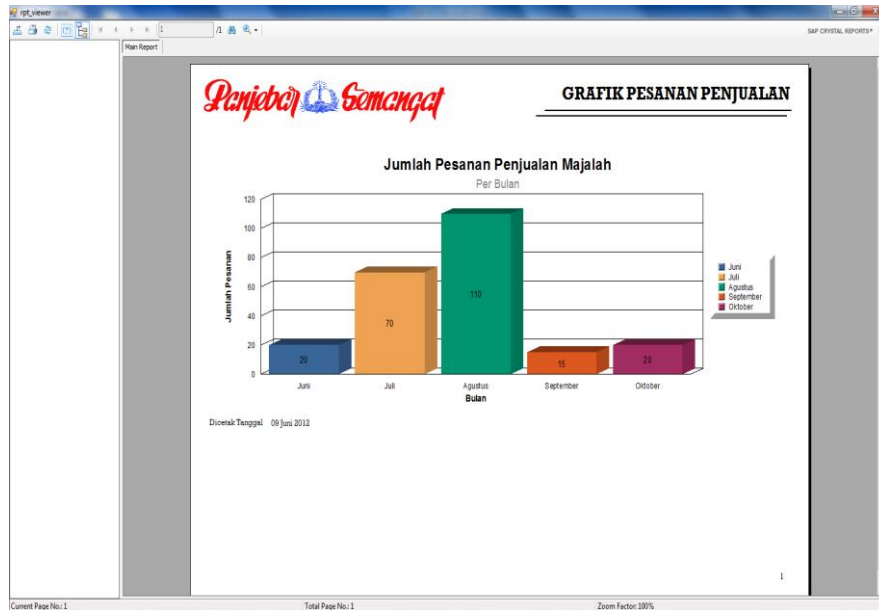 rpt_viewer
1
/1
SAP CRYSTAL REPORTS®
Main Report
Panjebar Semangat
GRAFIK PESANAN PENJUALAN
Jumlah Pesanan Penjualan Majalah
Per Bulan
120
100
80
60
40
20
0
Jumlah Pesanan
20
70
110
15
20
Juni
Juli
Agustus
September
Oktober
Bulan
Juni
Juli
Agustus
September
Oktober
Dicetak Tanggal 09 Juni 2012
1
Current Page No.: 1
Total Page No.: 1
Zoom Factor: 100%